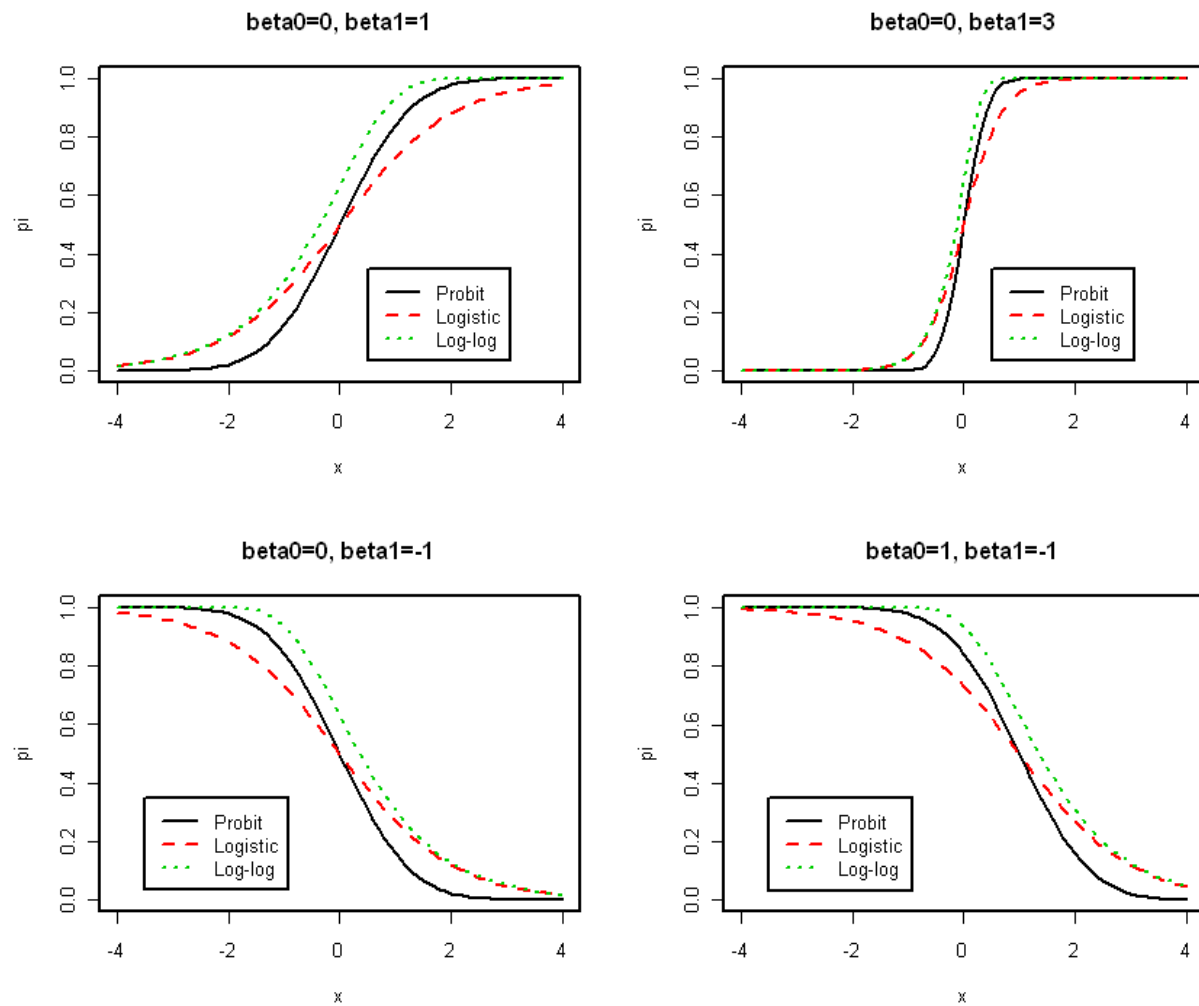 beta0=0, beta1=1
pi
1.0
0.8
0.6
0.4
0.2
0.0
Probit
Logistic
Log-log
-4 -2 0 2 4
x
beta0=0, beta1=3
pi
1.0
0.8
0.6
0.4
0.2
0.0
Probit
Logistic
Log-log
-4 -2 0 2 4
x
beta0=0, beta1=-1
pi
1.0
0.8
0.6
0.4
0.2
0.0
Probit
Logistic
Log-log
-4 -2 0 2 4
x
beta0=1, beta1=-1
pi
1.0
0.8
0.6
0.4
0.2
0.0
Probit
Logistic
Log-log
-4 -2 0 2 4
x